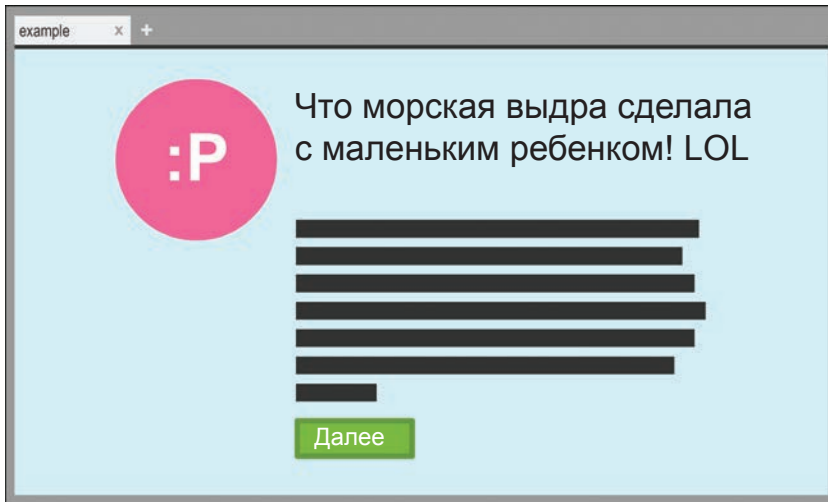 example x +
:P
Что морская выдра сделала
с маленьким ребенком! LOL
Далее